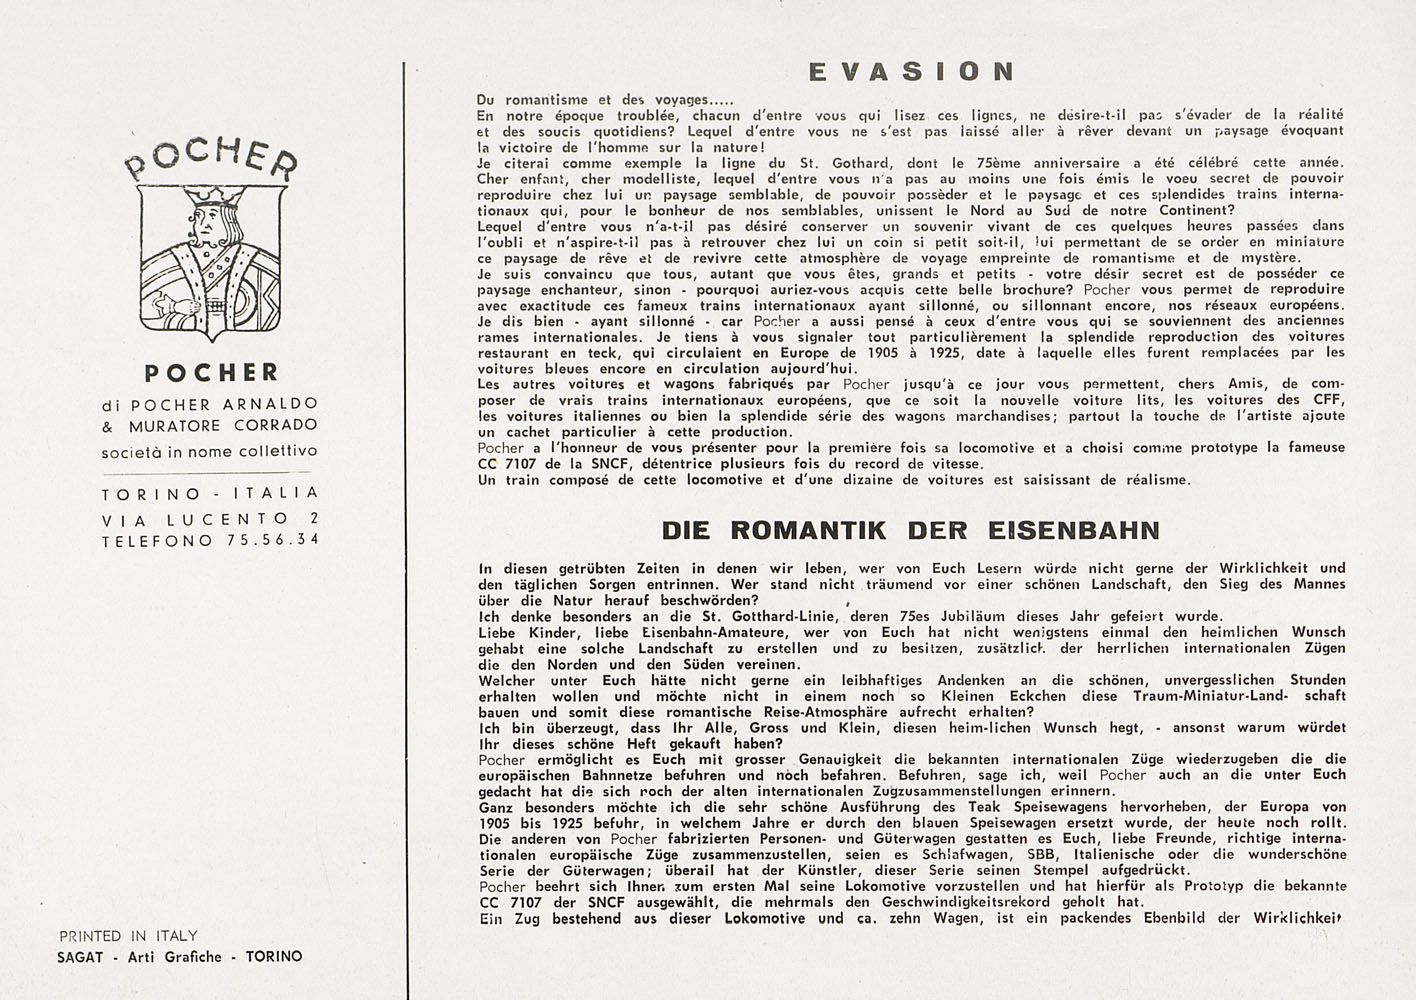 POCHER
POCHER
di POCHER ARNALDO
& MURATORE CORRADO
società in nome collettivo
TORINO - ITALIA
VIA LUCENTO 2
TELEFONO 75.56.34
PRINTED IN ITALY
SAGAT - Arti Grafiche - TORINO
EVASION
Du romantisme et des voyages.....
En notre époque troublée, chacun d'entre vous qui lisez ces lignes, ne désire-t-il pas s'évader de la réalité
et des soucis quotidiens? Lequel d'entre vous ne s'est pas laissé aller à rêver devant un paysage évoquant
la victoire de l'homme sur la nature!
Je citerai comme exemple la ligne du St. Gothard, dont le 75ème anniversaire a été célébré cette année.
Cher enfant, cher modelliste, lequel d'entre vous n'a pas au moins une fois émis le voeu secret de pouvoir
reproduire chez lui un paysage semblable, de pouvoir possèder et le paysage et ces splendides trains interna-
tionaux qui, pour le bonheur de nos semblables, unissent le Nord au Sud de notre Continent?
Lequel d'entre vous n'a-t-il pas désiré conserver un souvenir vivant de ces quelques heures passées dans
l'oubli et n'aspire-t-il pas à retrouver chez lui un coin si petit soit-il, lui permettant de se créer en miniature
ce paysage de rêve et de revivre cette atmosphère de voyage empreinte de romantisme et de mystère.
Je suis convaincu que tous, autant que vous êtes, grands et petits - votre désir secret est de posséder ce
paysage enchanteur, sinon - pourquoi auriez-vous acquis cette belle brochure? Pocher vous permet de reproduire
avec exactitude ces fameux trains internationaux ayant sillonné, ou sillonnant encore, nos réseaux européens.
Je dis bien - ayant sillonné - car Pocher a aussi pensé à ceux d'entre vous qui se souviennent des anciennes
rames internationales. Je tiens à vous signaler tout particulièrement la splendide reproduction des voitures
restaurant en teck, qui circulaient en Europe de 1905 à 1925, date à laquelle elles furent remplacées par les
voitures bleues encore en circulation aujourd'hui.
Les autres voitures et wagons fabriqués par Pocher jusqu'à ce jour vous permettent, chers Amis, de com-
poser de vrais trains internationaux européens, que ce soit la nouvelle voiture lits, les voitures des CFF,
les voitures italiennes ou bien la splendide série des wagons marchandises; partout la touche de l'artiste ajoute
un cachet particulier à cette production.
Pocher a l'honneur de vous présenter pour la première fois sa locomotive et a choisi comme prototype la fameuse
CC 7107 de la SNCF, détentrice plusieurs fois du record de vitesse.
Un train composé de cette locomotive et d'une dizaine de voitures est saisissant de réalisme.
DIE ROMANTIK DER EISENBAHN
In diesen getrübten Zeiten in denen wir leben, wer von Euch Lesern würde nicht gerne der Wirklichkeit und
den täglichen Sorgen entrinnen. Wer stand nicht träumend vor einer schönen Landschaft, den Sieg des Mannes
über die Natur herauf beschwörden?
Ich denke besonders an die St. Gotthard-Linie, deren 75es Jubiläum dieses Jahr gefeiert wurde.
Liebe Kinder, liebe Eisenbahn-Amateure, wer von Euch hat nicht wenigstens einmal den heimlichen Wunsch
gehabt eine solche Landschaft zu erstellen und zu besitzen, zusätzlich der herrlichen internationalen Zügen
die den Norden und den Süden vereinen.
Welcher unter Euch hätte nicht gerne ein leibhaftiges Andenken an die schönen, unvergesslichen Stunden
erhalten wollen und möchte nicht in einem noch so Kleinen Eckchen diese Traum-Miniatur-Land- schaft
bauen und somit diese romantische Reise-Atmosphäre aufrecht erhalten?
Ich bin überzeugt, dass Ihr Alle, Gross und Klein, diesen heim-lichen Wunsch hegt, - ansonst warum würdet
Ihr dieses schöne Heft gekauft haben?
Pocher ermöglicht es Euch mit grosser Genauigkeit die bekannten internationalen Züge wiederzugeben die die
europäischen Bahnnetze befuhren und noch befahren. Befuhren, sage ich, weil Pocher auch an die unter Euch
gedacht hat die sich noch der alten internationalen Zugzusammenstellungen erinnern.
Ganz besonders möchte ich die sehr schöne Ausführung des Teak Speisewagens hervorheben, der Europa von
1905 bis 1925 befuhr, in welchem Jahre er durch den blauen Speisewagen ersetzt wurde, der heute noch rollt.
Die anderen von Pocher fabrizierten Personen- und Güterwagen gestatten es Euch, liebe Freunde, richtige interna-
tionalen europäische Züge zusammenzustellen, seien es Schlafwagen, SBB, Italienische oder die wunderschöne
Serie der Güterwagen; überall hat der Künstler, dieser Serie seinen Stempel aufgedrückt.
Pocher beehrt sich Ihnen zum ersten Mal seine Lokomotive vorzustellen und hat hierfür als Prototyp die bekannte
CC 7107 der SNCF ausgewählt, die mehrmals den Geschwindigkeitsrekord geholt hat.
Ein Zug bestehend aus dieser Lokomotive und ca. zehn Wagen, ist ein packendes Ebenbild der Wirklichkeit